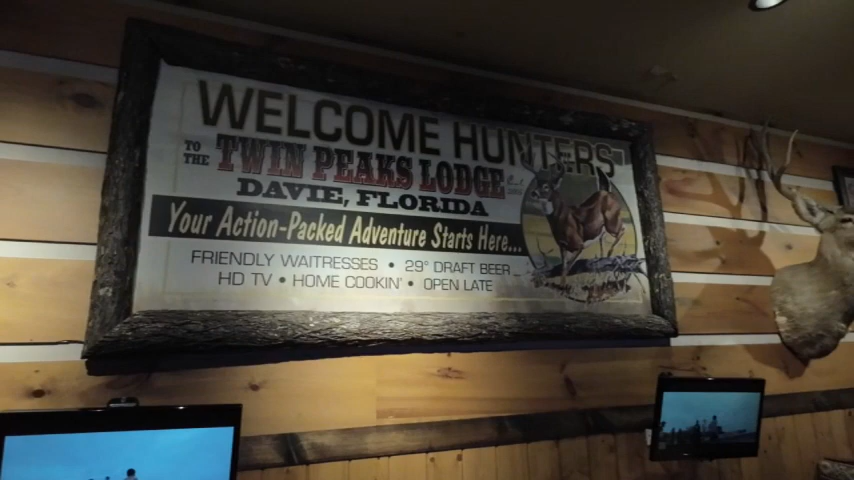 WELCOME HUNTERS
TO THE TWIN PEAKS LODGE
DAVIE, FLORIDA
Your Action-Packed Adventure Starts Here...
FRIENDLY WAITRESSES • 29° DRAFT BEER
HD TV • HOME COOKIN' • OPEN LATE